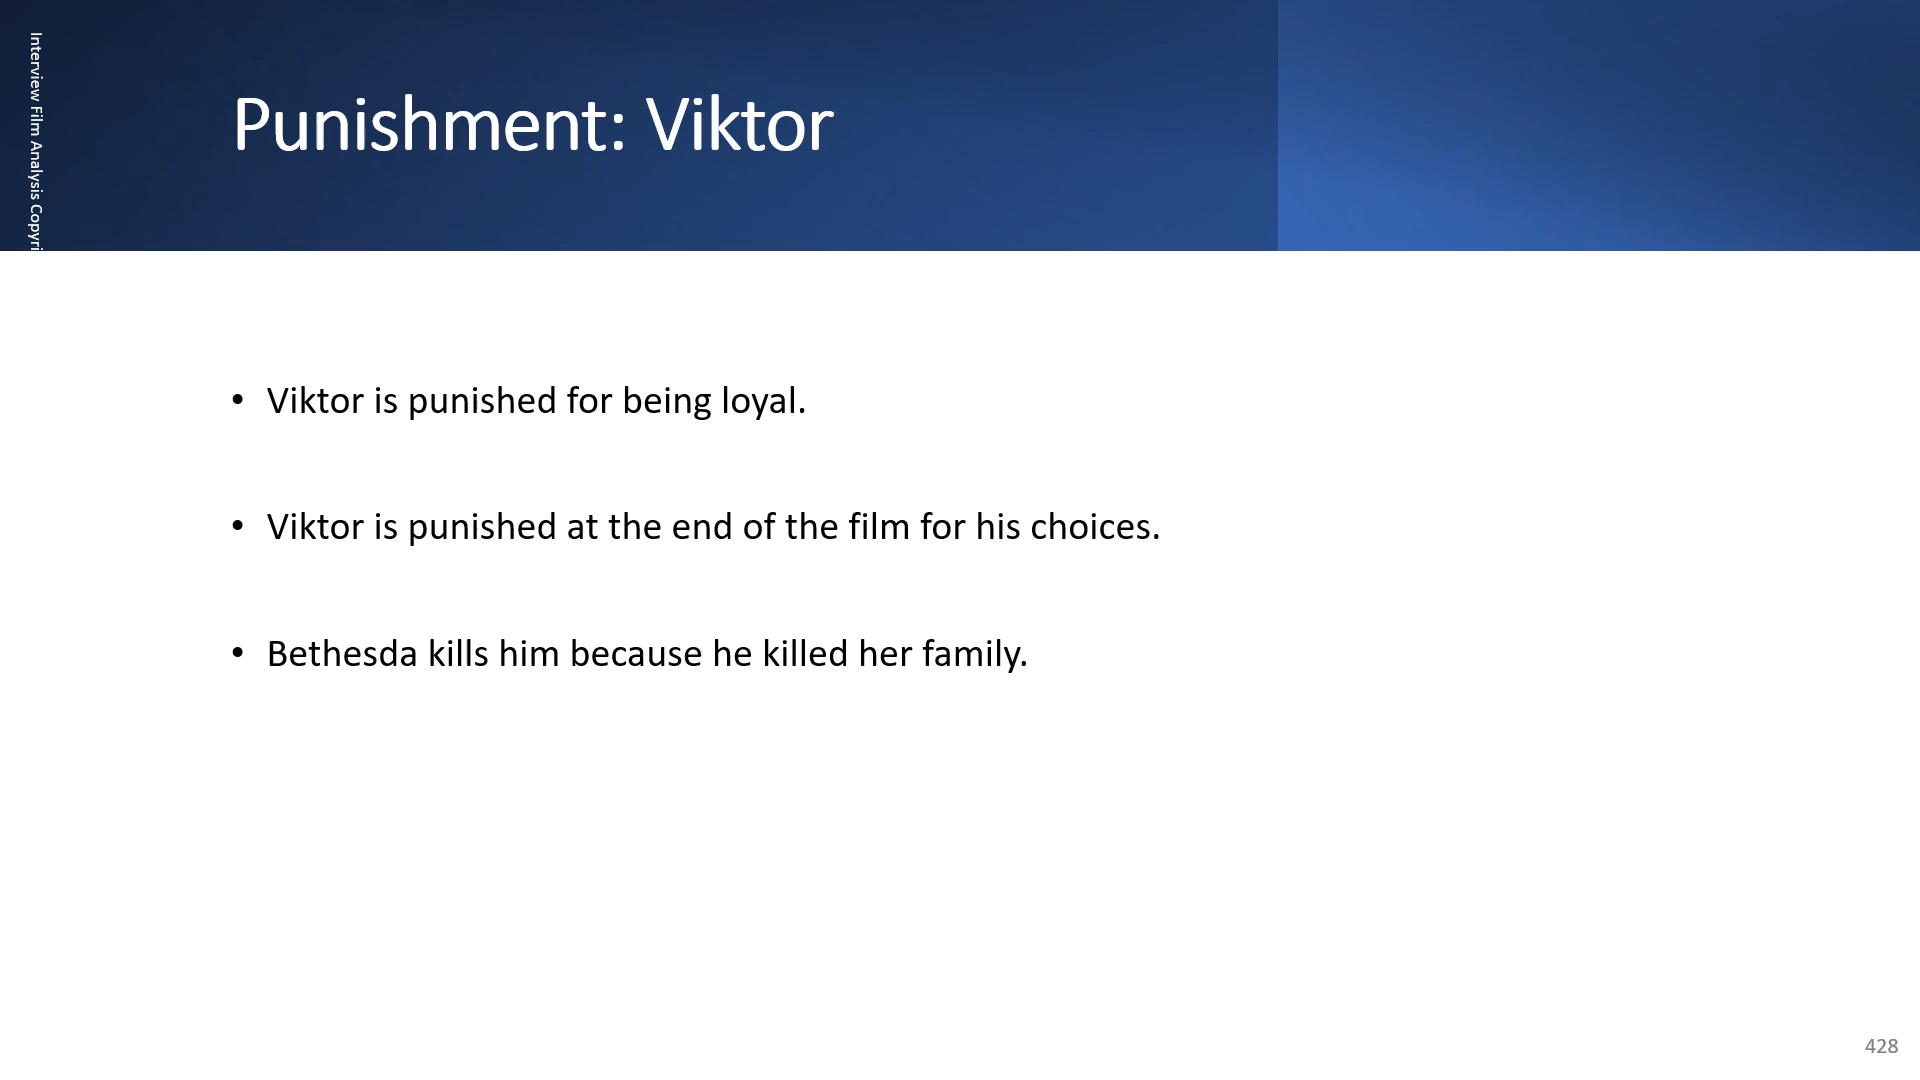 Interview Film Analysis Copyri
Punishment: Viktor
• Viktor is punished for being loyal.
• Viktor is punished at the end of the film for his choices.
• Bethesda kills him because he killed her family.
428